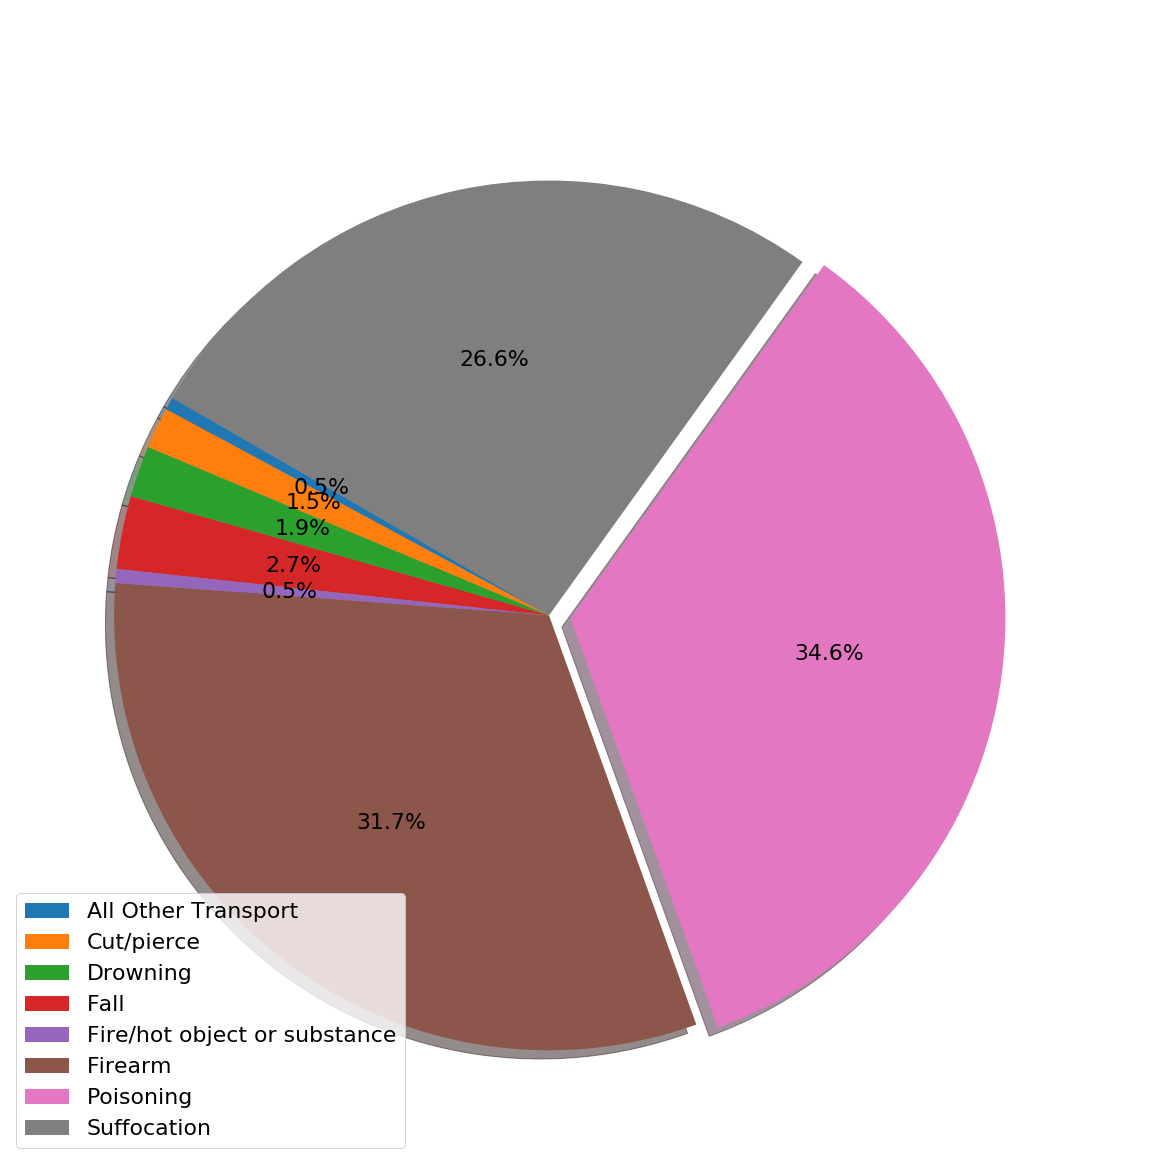 26.6%
0.5%
1.5%
1.9%
2.7%
0.5%
34.6%
31.7%
All Other Transport
Cut/pierce
Drowning
Fall
Fire/hot object or substance
Firearm
Poisoning
Suffocation